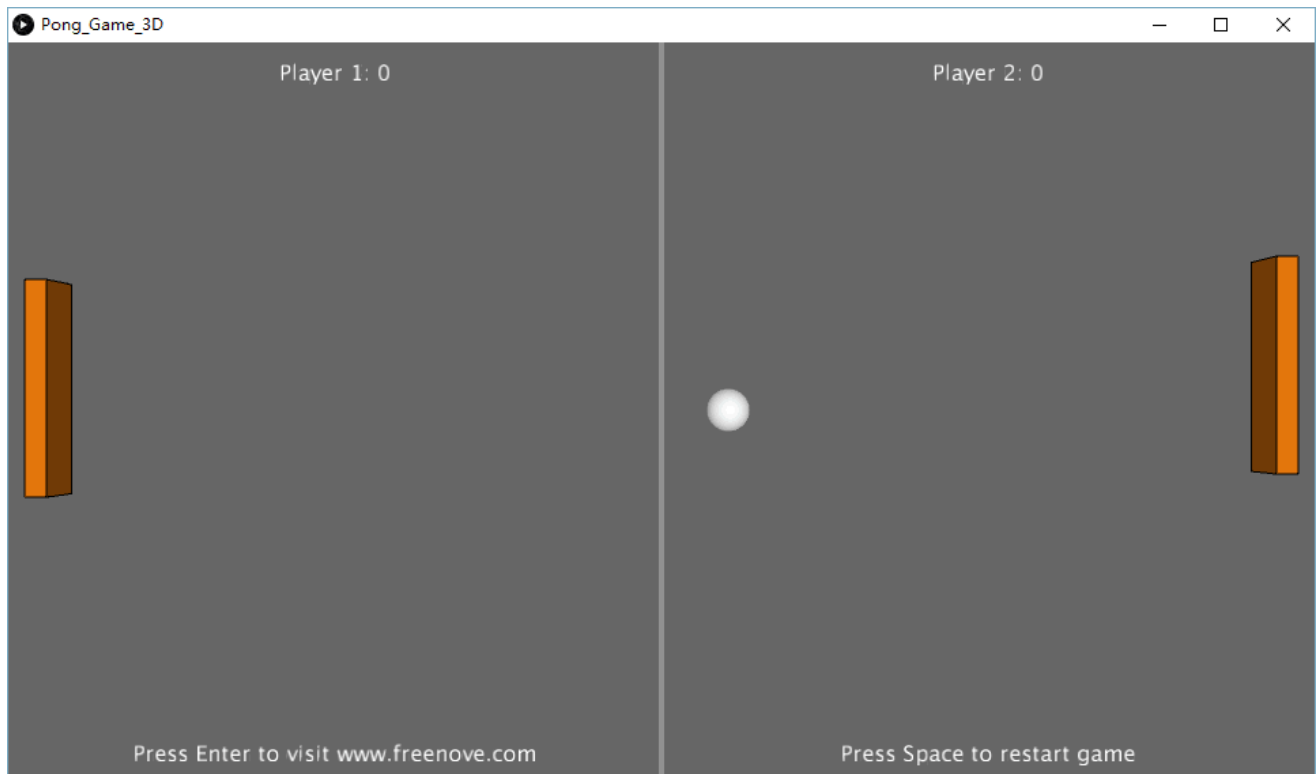 Pong_Game_3D
Player 1: 0
Player 2: 0
Press Enter to visit www.freenove.com
Press Space to restart game